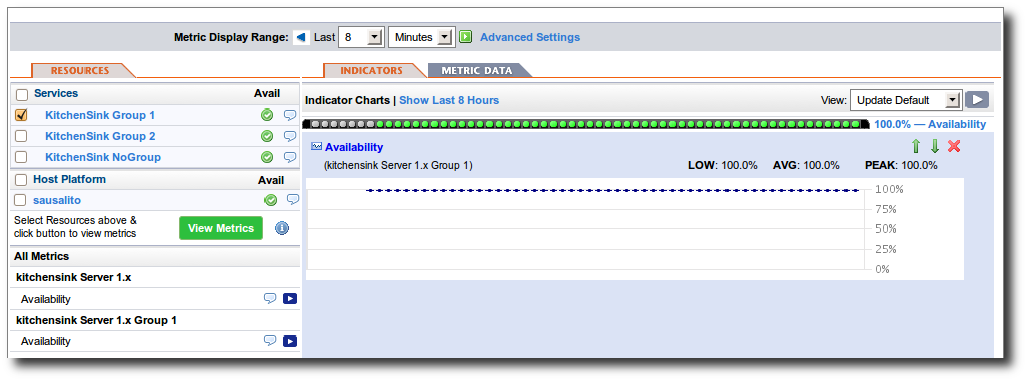 Metric Display Range: Last 8 Minutes Advanced Settings
RESOURCES
INDICATORS METRIC DATA
Services Avail
KitchenSink Group 1
KitchenSink Group 2
KitchenSink NoGroup
Host Platform Avail
sausalito
Select Resources above &
click button to view metrics
View Metrics
All Metrics
kitchensink Server 1.x
Availability
kitchensink Server 1.x Group 1
Availability
Indicator Charts | Show Last 8 Hours View: Update Default
100.0% — Availability
Availability
(kitchensink Server 1.x Group 1) LOW: 100.0% AVG: 100.0% PEAK: 100.0%
100%
75%
50%
25%
0%